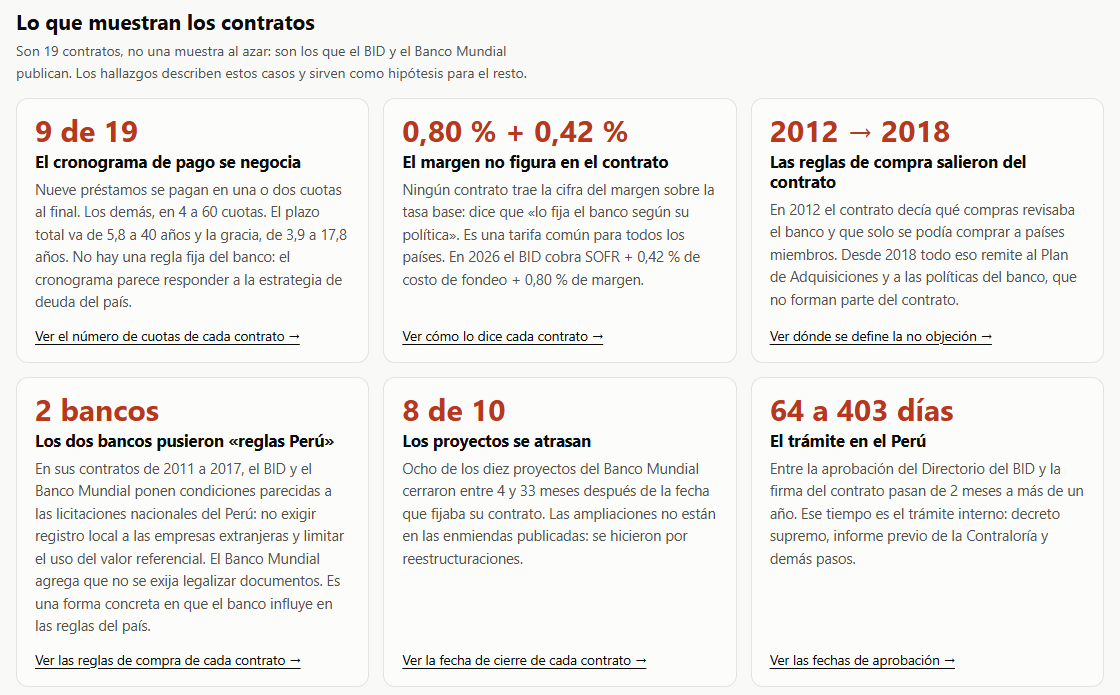 Lo que muestran los contratos
Son 19 contratos, no una muestra al azar: son los que el BID y el Banco Mundial
publican. Los hallazgos describen estos casos y sirven como hipótesis para el resto.
9 de 19
El cronograma de pago se negocia
Nueve préstamos se pagan en una o dos cuotas
al final. Los demás, en 4 a 60 cuotas. El plazo
total va de 5,8 a 40 años y la gracia, de 3,9 a 17,8
años. No hay una regla fija del banco: el
cronograma parece responder a la estrategia de
deuda del país.
Ver el número de cuotas de cada contrato →
0,80 % + 0,42 %
El margen no figura en el contrato
Ningún contrato trae la cifra del margen sobre la
tasa base: dice que «lo fija el banco según su
política». Es una tarifa común para todos los
países. En 2026 el BID cobra SOFR + 0,42 % de
costo de fondeo + 0,80 % de margen.
Ver cómo lo dice cada contrato →
2012 → 2018
Las reglas de compra salieron del
contrato
En 2012 el contrato decía qué compras revisaba
el banco y que solo se podía comprar a países
miembros. Desde 2018 todo eso remite al Plan
de Adquisiciones y a las políticas del banco, que
no forman parte del contrato.
Ver dónde se define la no objeción →
2 bancos
Los dos bancos pusieron «reglas Perú»
En sus contratos de 2011 a 2017, el BID y el
Banco Mundial ponen condiciones parecidas a
las licitaciones nacionales del Perú: no exigir
registro local a las empresas extranjeras y limitar
el uso del valor referencial. El Banco Mundial
agrega que no se exija legalizar documentos. Es
una forma concreta en que el banco influye en
las reglas del país.
Ver las reglas de compra de cada contrato →
8 de 10
Los proyectos se atrasan
Ocho de los diez proyectos del Banco Mundial
cerraron entre 4 y 33 meses después de la fecha
que fijaba su contrato. Las ampliaciones no están
en las enmiendas publicadas: se hicieron por
reestructuraciones.
Ver la fecha de cierre de cada contrato →
64 a 403 días
El trámite en el Perú
Entre la aprobación del Directorio del BID y la
firma del contrato pasan de 2 meses a más de un
año. Ese tiempo es el trámite interno: decreto
supremo, informe previo de la Contraloría y
demás pasos.
Ver las fechas de aprobación →